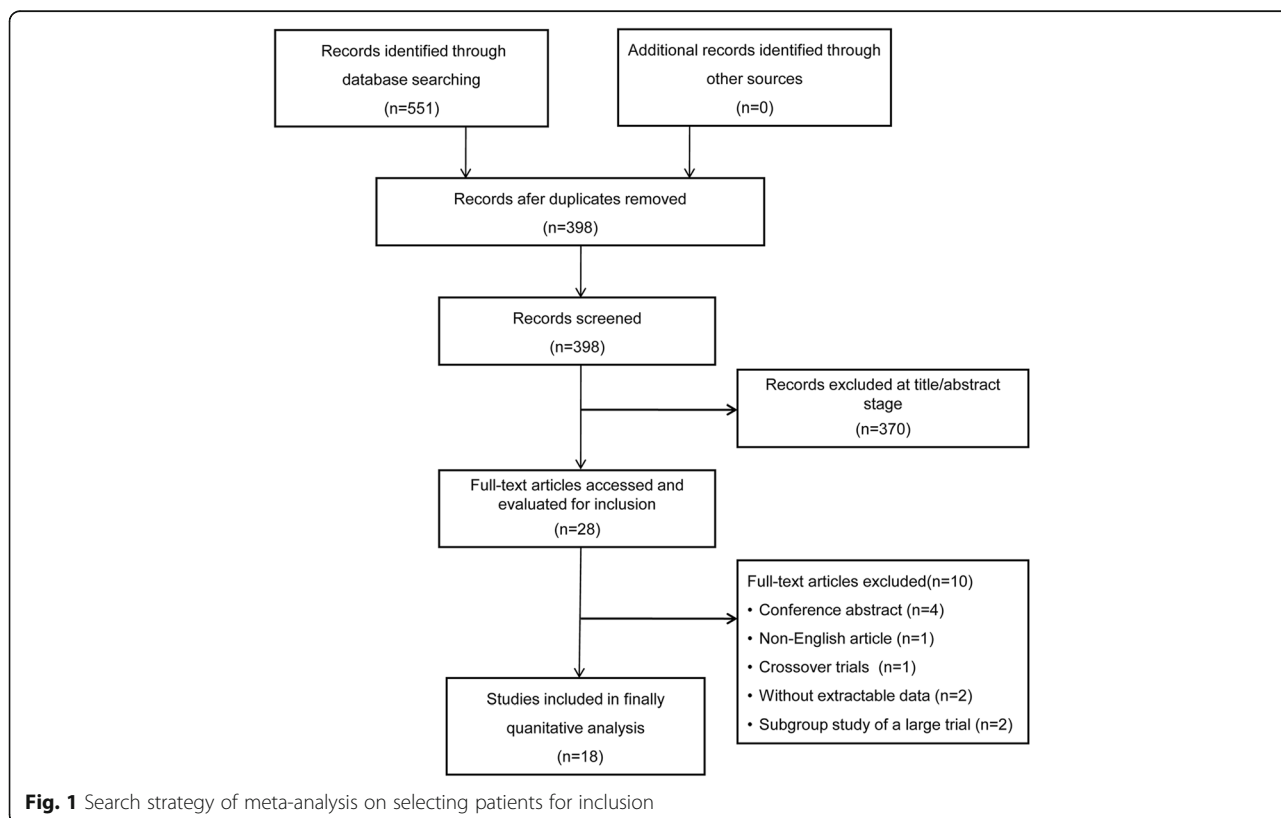 Records identified through
database searching
(n=551)
Additional records identified through
other sources
(n=0)
Records afer duplicates removed
(n=398)
Records screened
(n=398)
Records excluded at title/abstract
stage
(n=370)
Full-text articles accessed and
evaluated for inclusion
(n=28)
Full-text articles excluded(n=10)
• Conference abstract (n=4)
• Non-English article (n=1)
• Crossover trials (n=1)
• Without extractable data (n=2)
• Subgroup study of a large trial (n=2)
Studies included in finally
quanitative analysis
(n=18)
Fig. 1 Search strategy of meta-analysis on selecting patients for inclusion